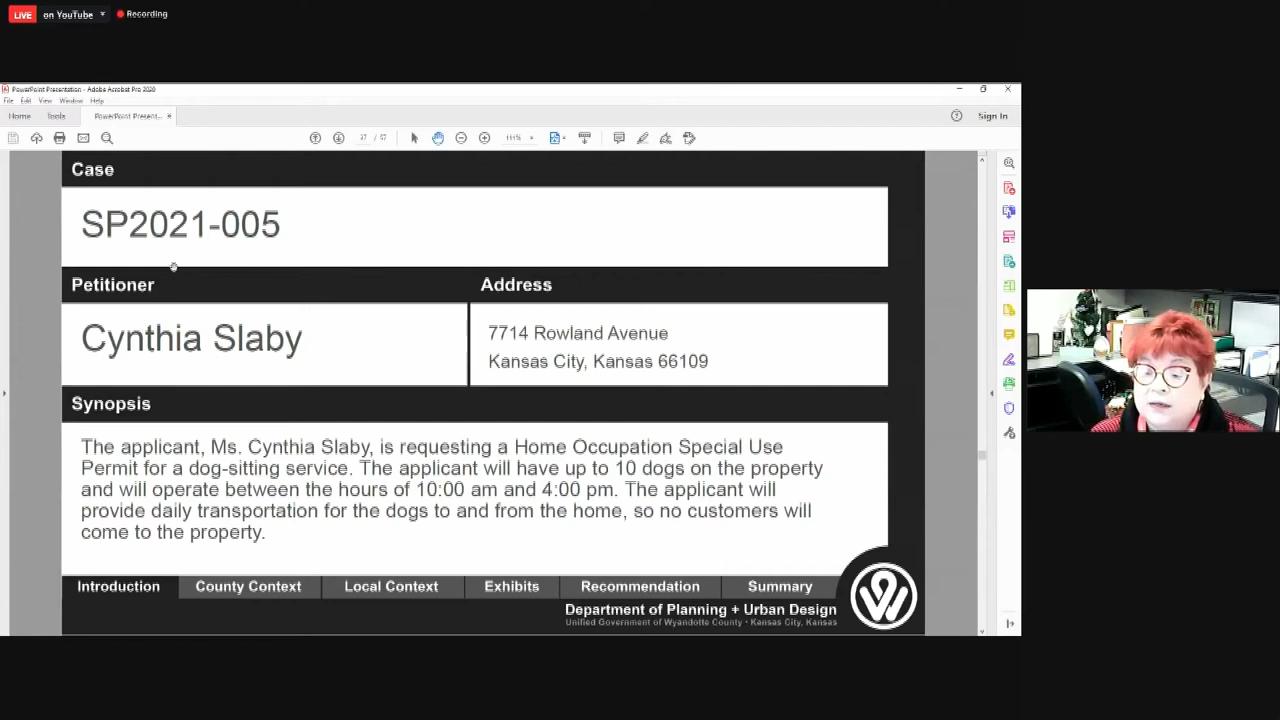 LIVE on YouTube Recording
PowerPoint Presentation - Adobe Acrobat Pro 2020
File Edit View Window Help
Home Tools PowerPoint Present... × Sign In
37 / 57 111%
Case
SP2021-005
Petitioner Address
Cynthia Slaby
7714 Rowland Avenue
Kansas City, Kansas 66109
Synopsis
The applicant, Ms. Cynthia Slaby, is requesting a Home Occupation Special Use
Permit for a dog-sitting service. The applicant will have up to 10 dogs on the property
and will operate between the hours of 10:00 am and 4:00 pm. The applicant will
provide daily transportation for the dogs to and from the home, so no customers will
come to the property.
Introduction County Context Local Context Exhibits Recommendation Summary
Department of Planning + Urban Design
Unified Government of Wyandotte County • Kansas City, Kansas